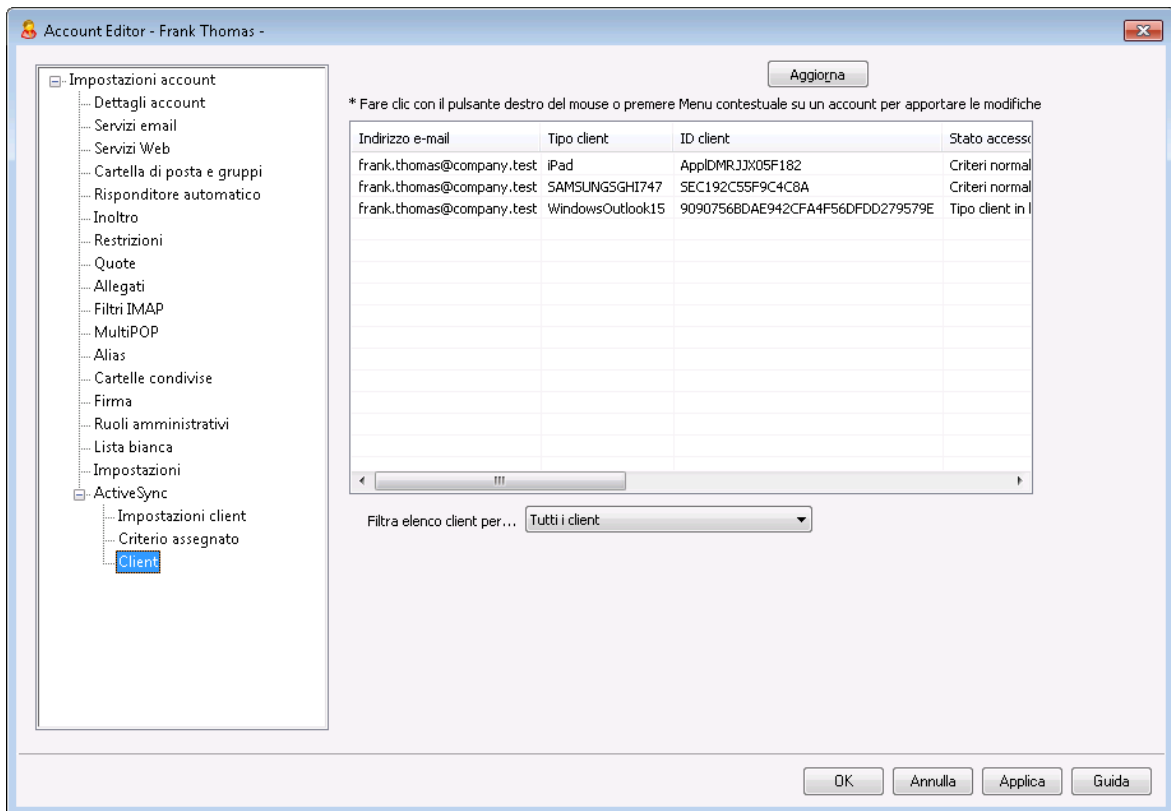 Account Editor - Frank Thomas -
Impostazioni account
Dettagli account
Servizi email
Servizi Web
Cartella di posta e gruppi
Risponditore automatico
Inoltro
Restrizioni
Quote
Allegati
Filtri IMAP
MultiPOP
Alias
Cartelle condivise
Firma
Ruoli amministrativi
Lista bianca
Impostazioni
ActiveSync
Impostazioni client
Criterio assegnato
Client
Aggiorna
* Fare clic con il pulsante destro del mouse o premere Menu contestuale su un account per apportare le modifiche
Indirizzo e-mail Tipo client ID client Stato accesso
frank.thomas@company.test iPad ApplDMRJJX05F182 Criteri normal
frank.thomas@company.test SAMSUNGSGHI747 SEC192C55F9C4C8A Criteri normal
frank.thomas@company.test WindowsOutlook15 9090756BDAE942CFA4F56DFDD279579E Tipo client in l
Filtra elenco client per... Tutti i client
OK Annulla Applica Guida